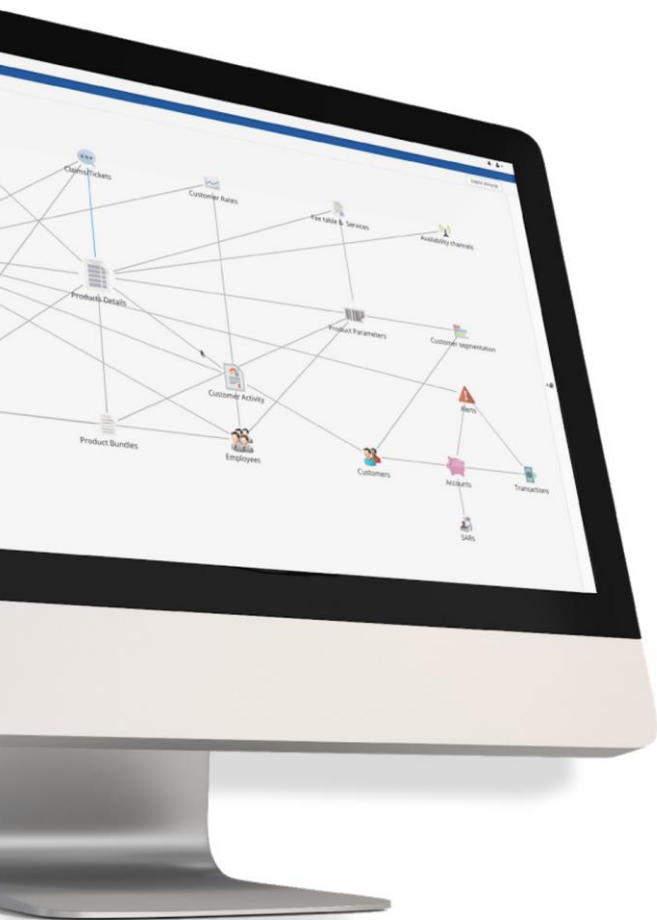 Claims/Tickets
Customer Rates
Fee table & Services
Availability channels
Products Details
Product Parameters
Customer segmentation
Customer Activity
Alerts
Product Bundles
Employees
Customers
Accounts
Transactions
SARs